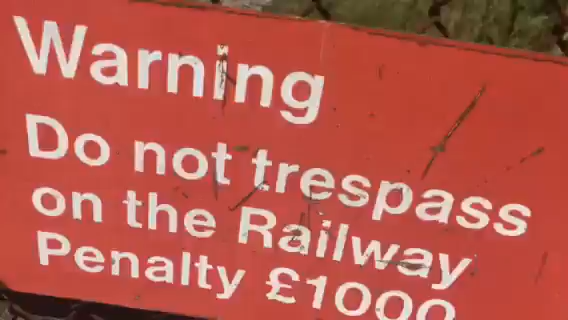 Warning
Do not trespass
on the Railway
Penalty £1000